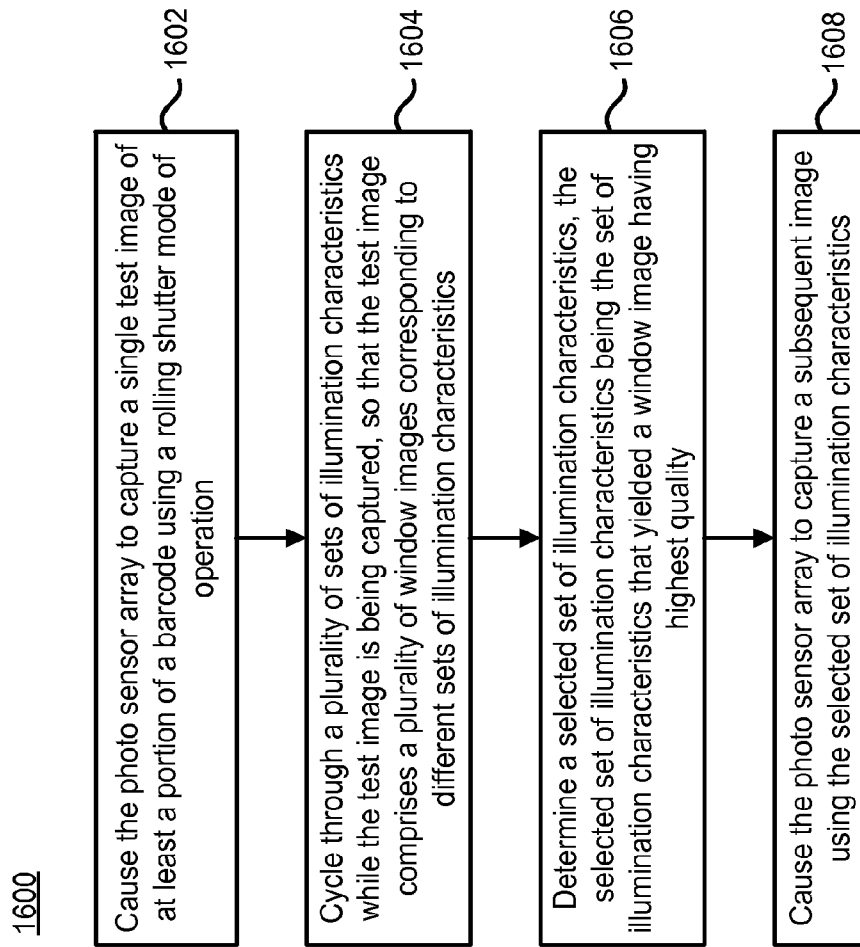 1600
Cause the photo sensor array to capture a single test image of
at least a portion of a barcode using a rolling shutter mode of
operation
1602
Cycle through a plurality of sets of illumination characteristics
while the test image is being captured, so that the test image
comprises a plurality of window images corresponding to
different sets of illumination characteristics
1604
Determine a selected set of illumination characteristics, the
selected set of illumination characteristics being the set of
illumination characteristics that yielded a window image having
highest quality
1606
Cause the photo sensor array to capture a subsequent image
using the selected set of illumination characteristics
1608